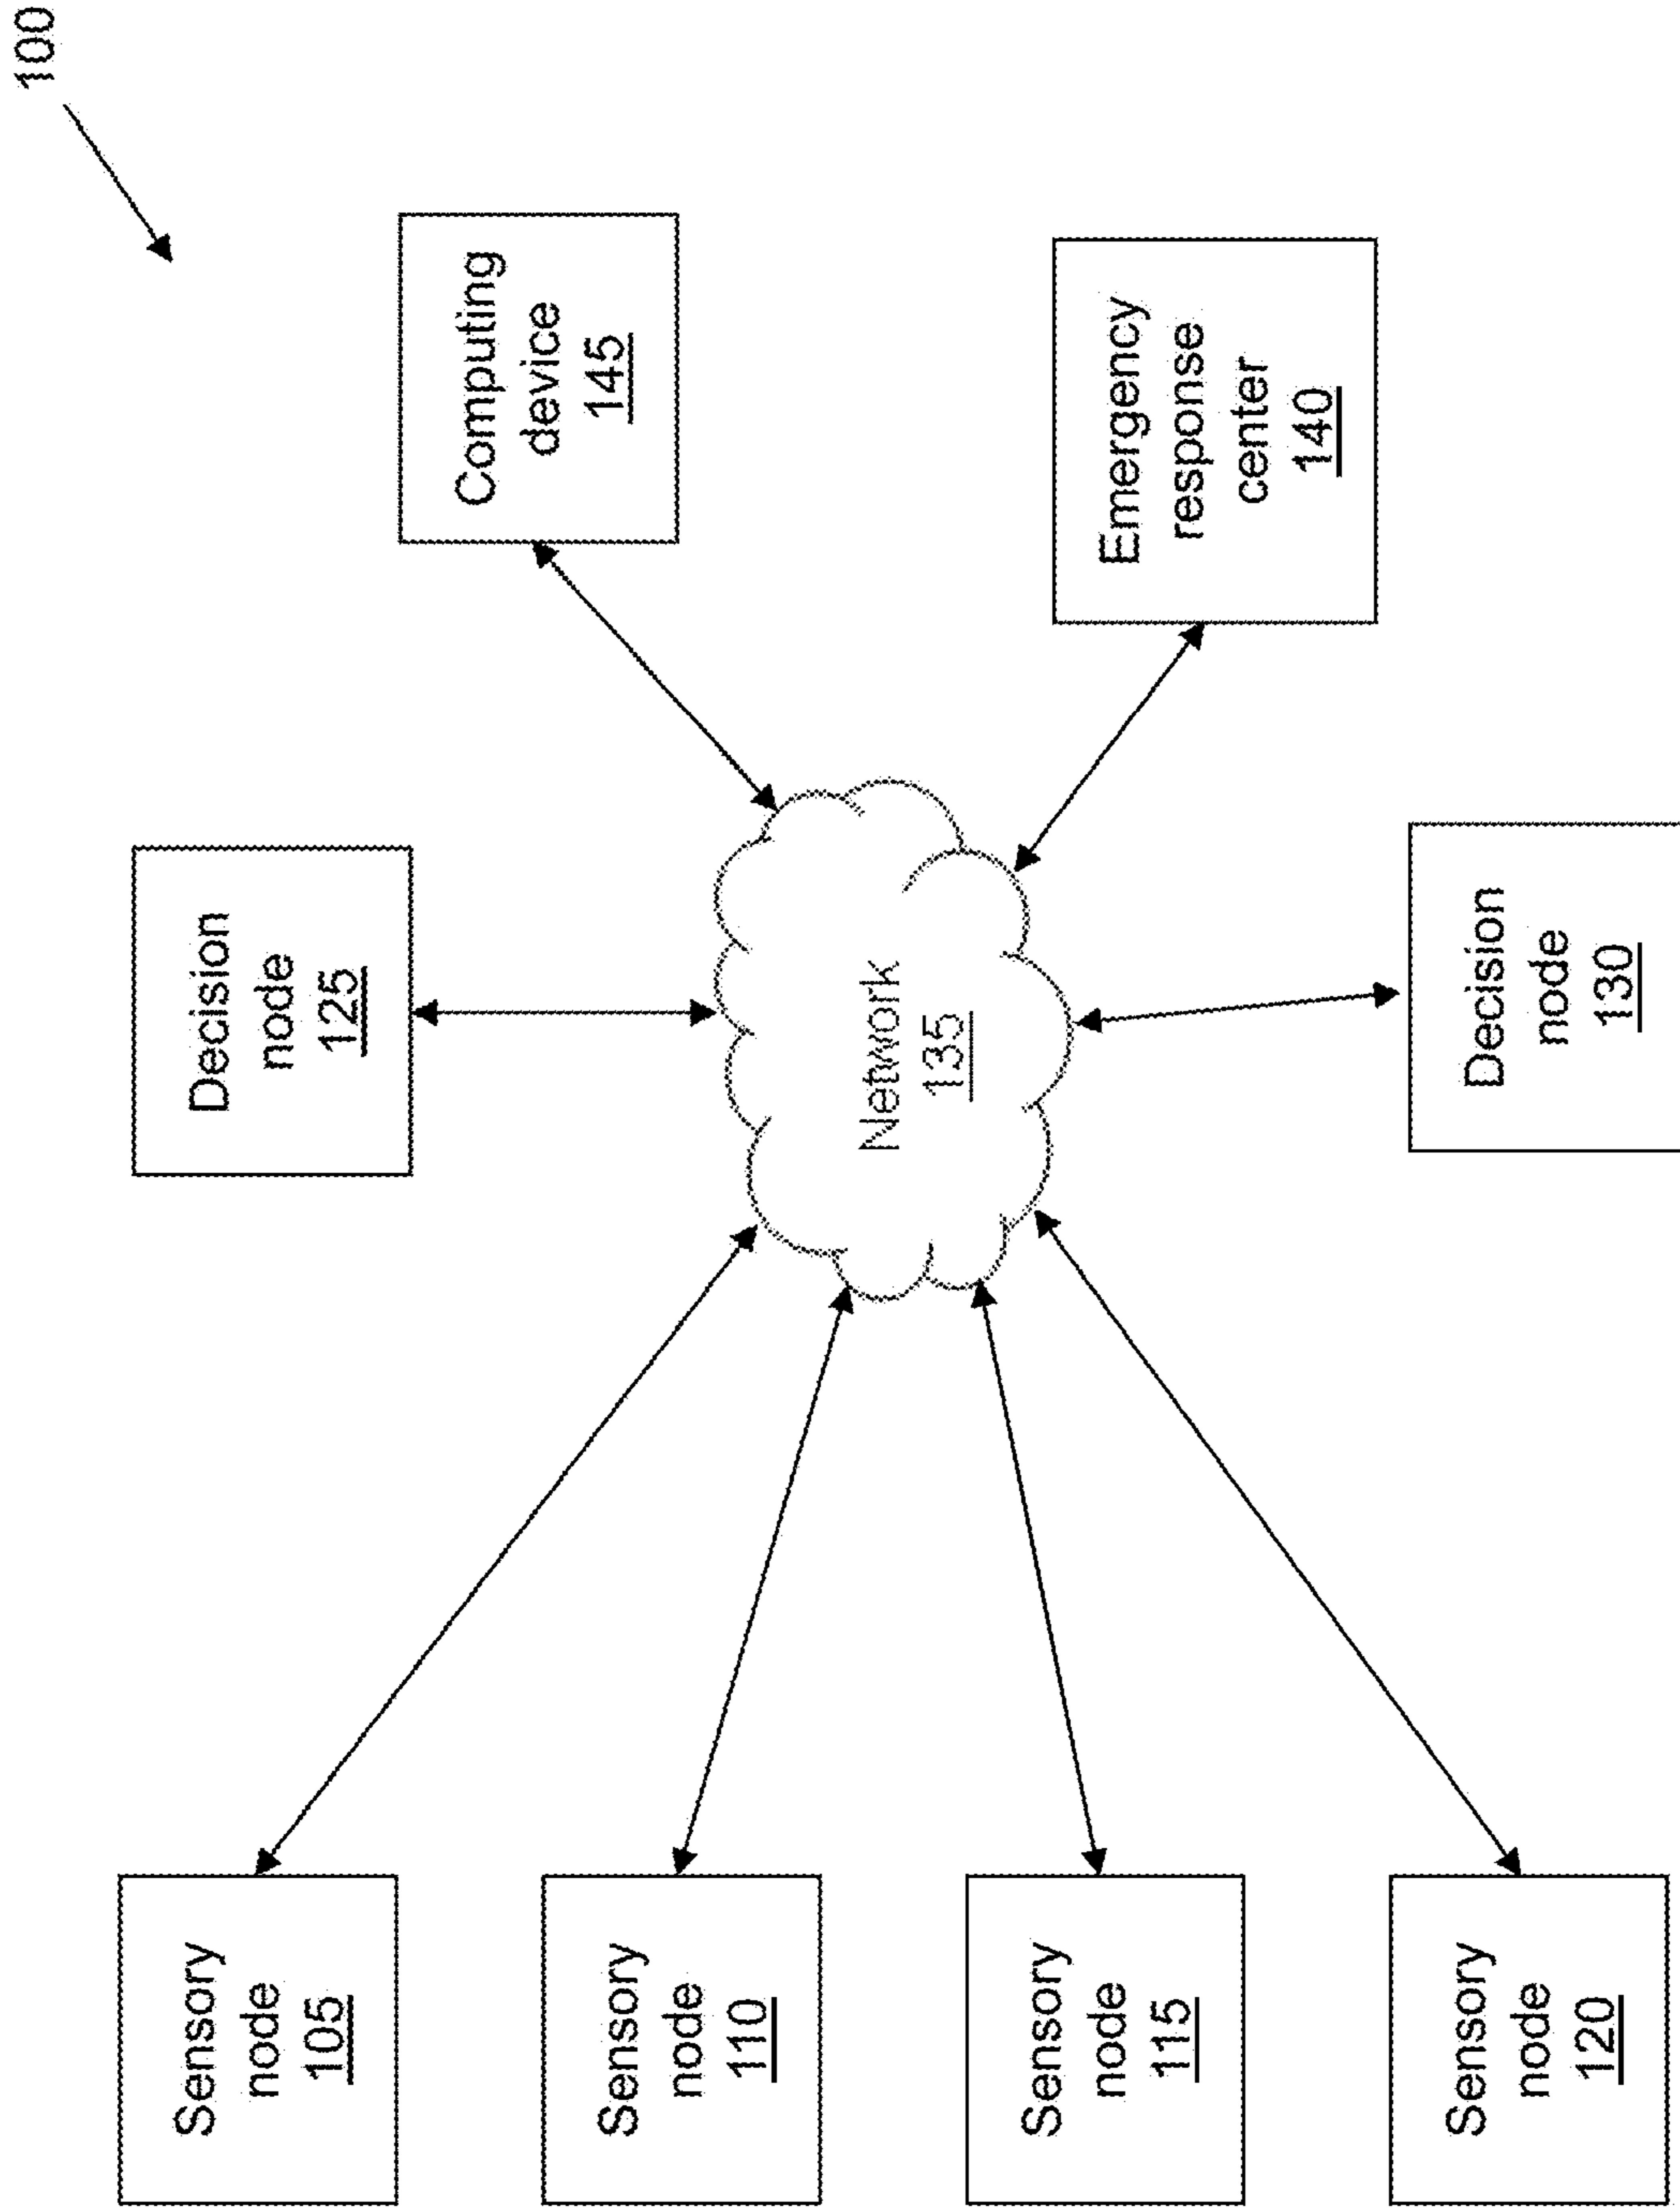 100
Sensory
node
105
Sensory
node
110
Sensory
node
115
Sensory
node
120
Decision
node
125
Network
135
Decision
node
130
Computing
device
145
Emergency
response
center
140